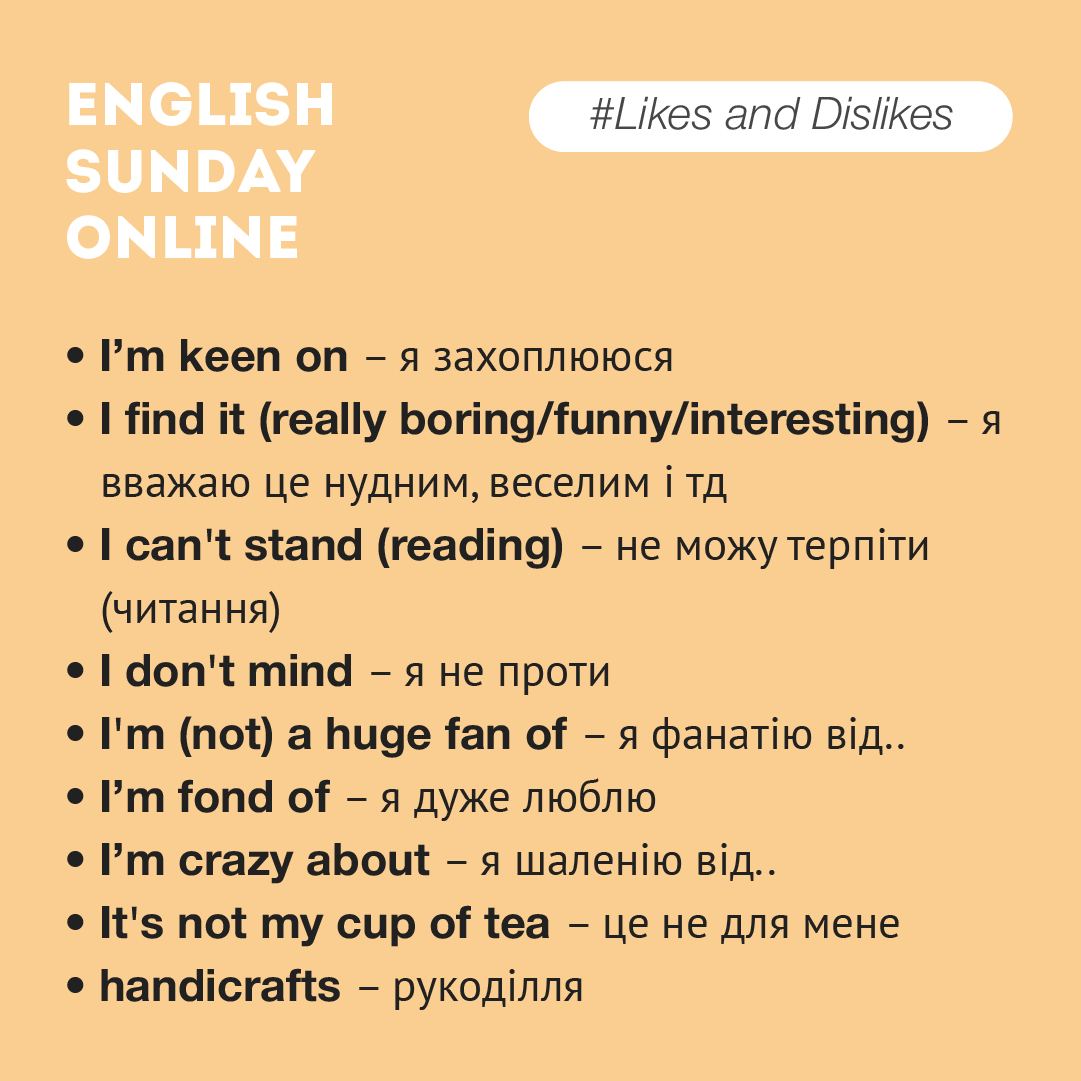 ENGLISH
SUNDAY
ONLINE
#Likes and Dislikes
• I’m keen on – я захоплююся
• I find it (really boring/funny/interesting) – я
вважаю це нудним, веселим і тд
• I can't stand (reading) – не можу терпіти
(читання)
• I don't mind – я не проти
• I'm (not) a huge fan of – я фанатію від..
• I’m fond of – я дуже люблю
• I’m crazy about – я шаленію від..
• It's not my cup of tea – це не для мене
• handicrafts – рукоділля